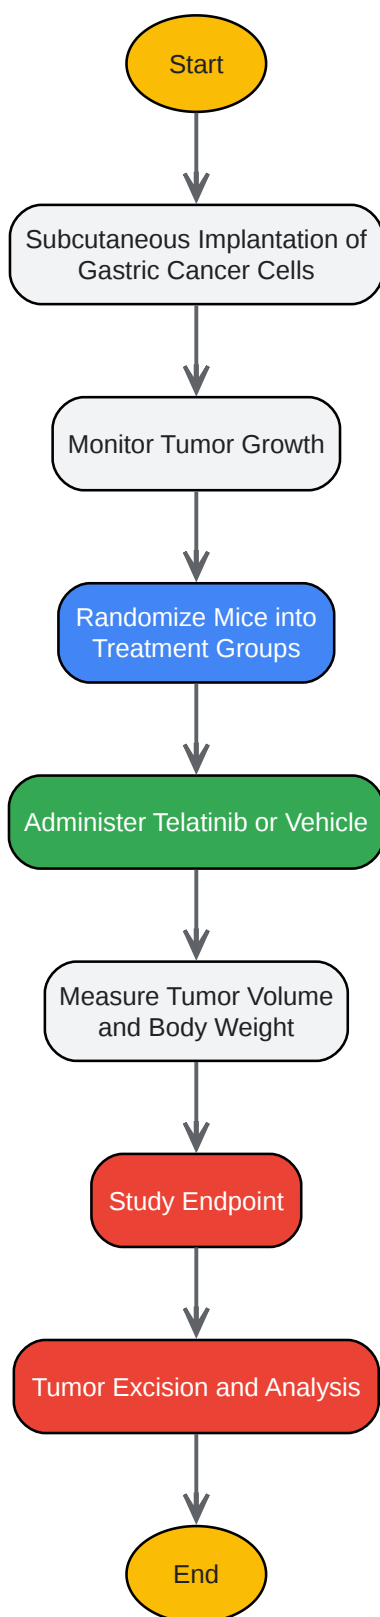 Start
Subcutaneous Implantation of
Gastric Cancer Cells
Monitor Tumor Growth
Randomize Mice into
Treatment Groups
Administer Telatinib or Vehicle
Measure Tumor Volume
and Body Weight
Study Endpoint
Tumor Excision and Analysis
End